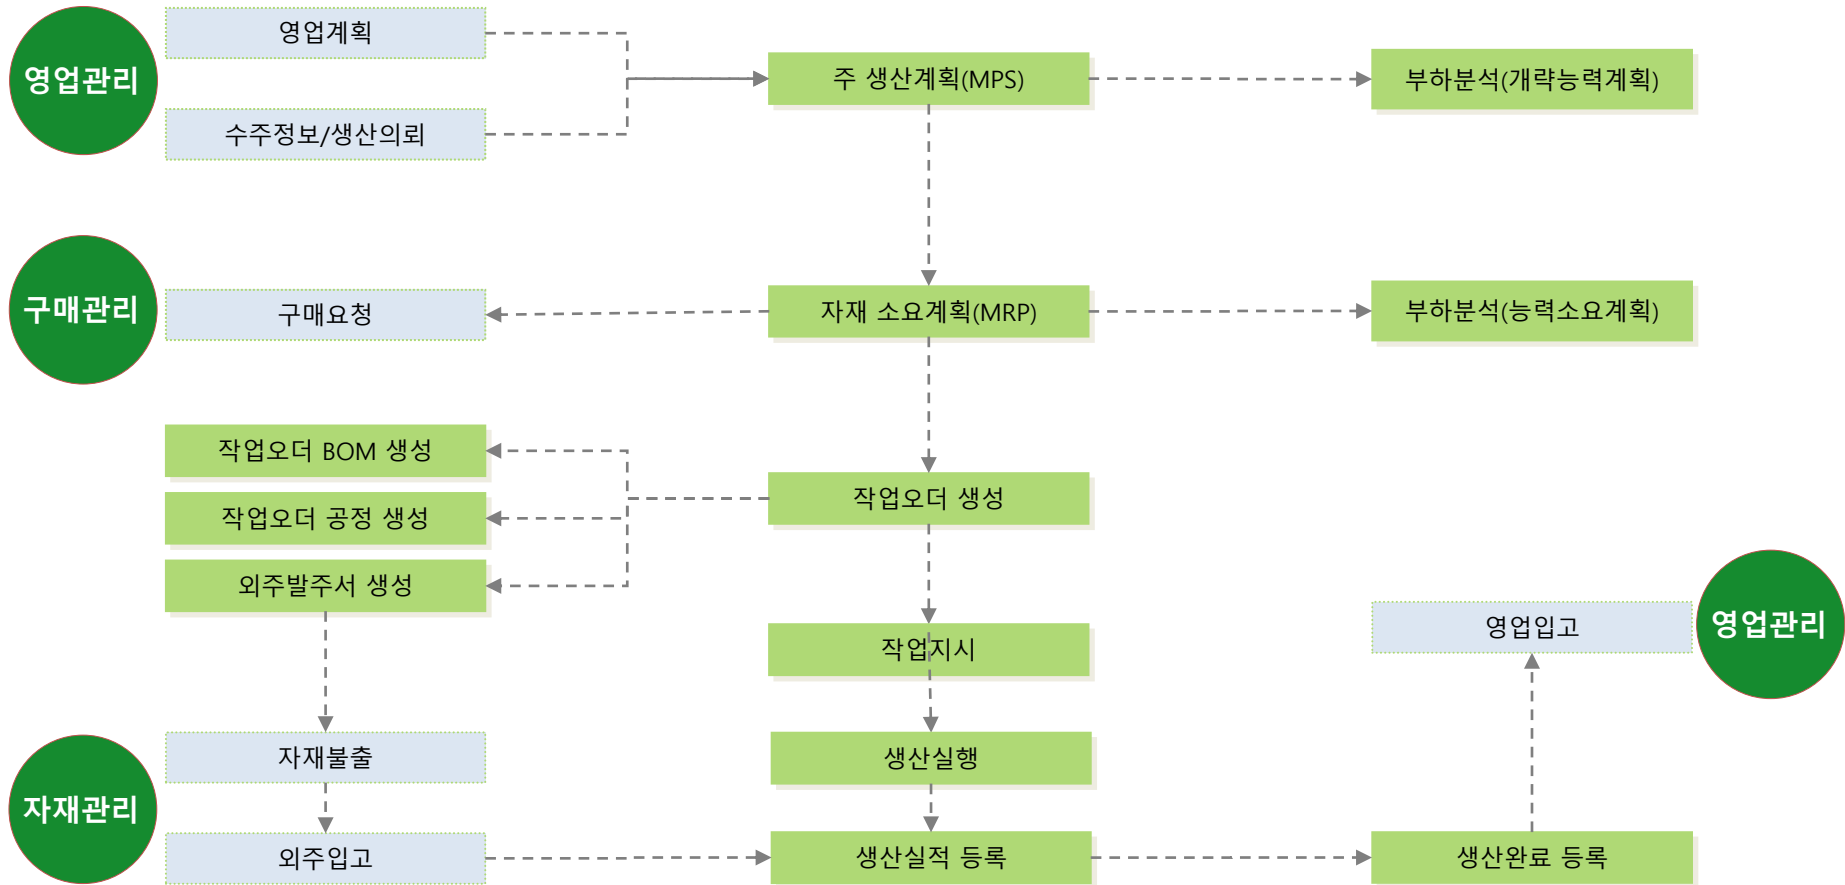 영업관리
영업계획
수주정보/생산의뢰
주 생산계획(MPS)
부하분석(개략능력계획)
구매관리
구매요청
자재 소요계획(MRP)
부하분석(능력소요계획)
작업오더 BOM 생성
작업오더 공정 생성
외주발주서 생성
작업오더 생성
작업지시
영업입고
영업관리
자재관리
자재불출
생산실행
외주입고
생산실적 등록
생산완료 등록